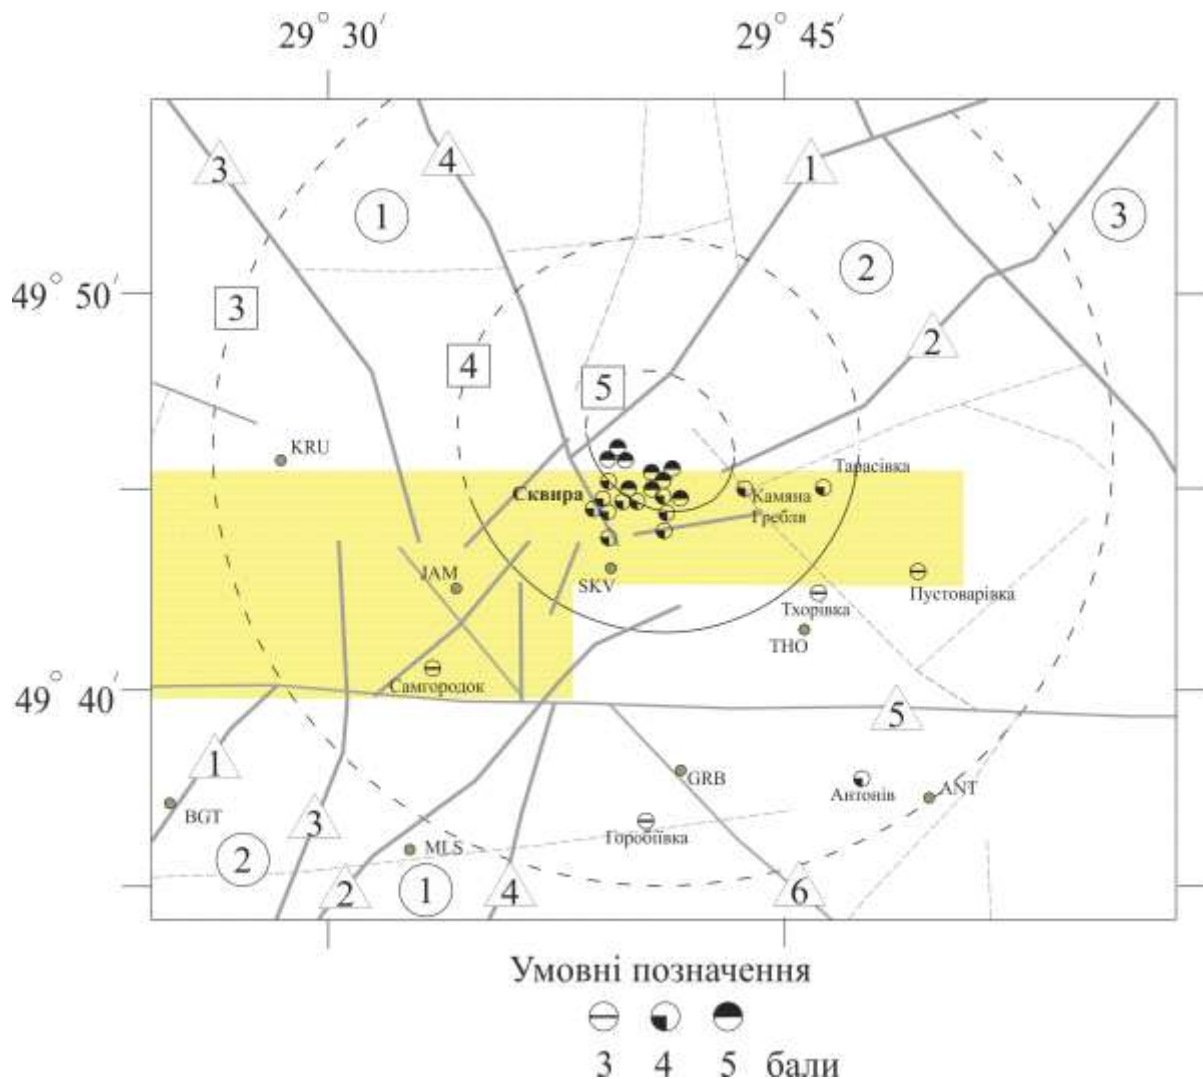 29° 30′
29° 45′
3
4
1
1
3
2
49° 50′
3
2
4
5
KRU
Тарасівка
Сквира
Камяна
Гребля
JAM
SKV
Пустоварівка
Тхорівка
THO
Самгородок
49° 40′
5
1
GRB
Антонів
ANT
BGT
3
Горобіївка
MLS
2
2
1
4
6
Умовні позначення
3 4 5 бали